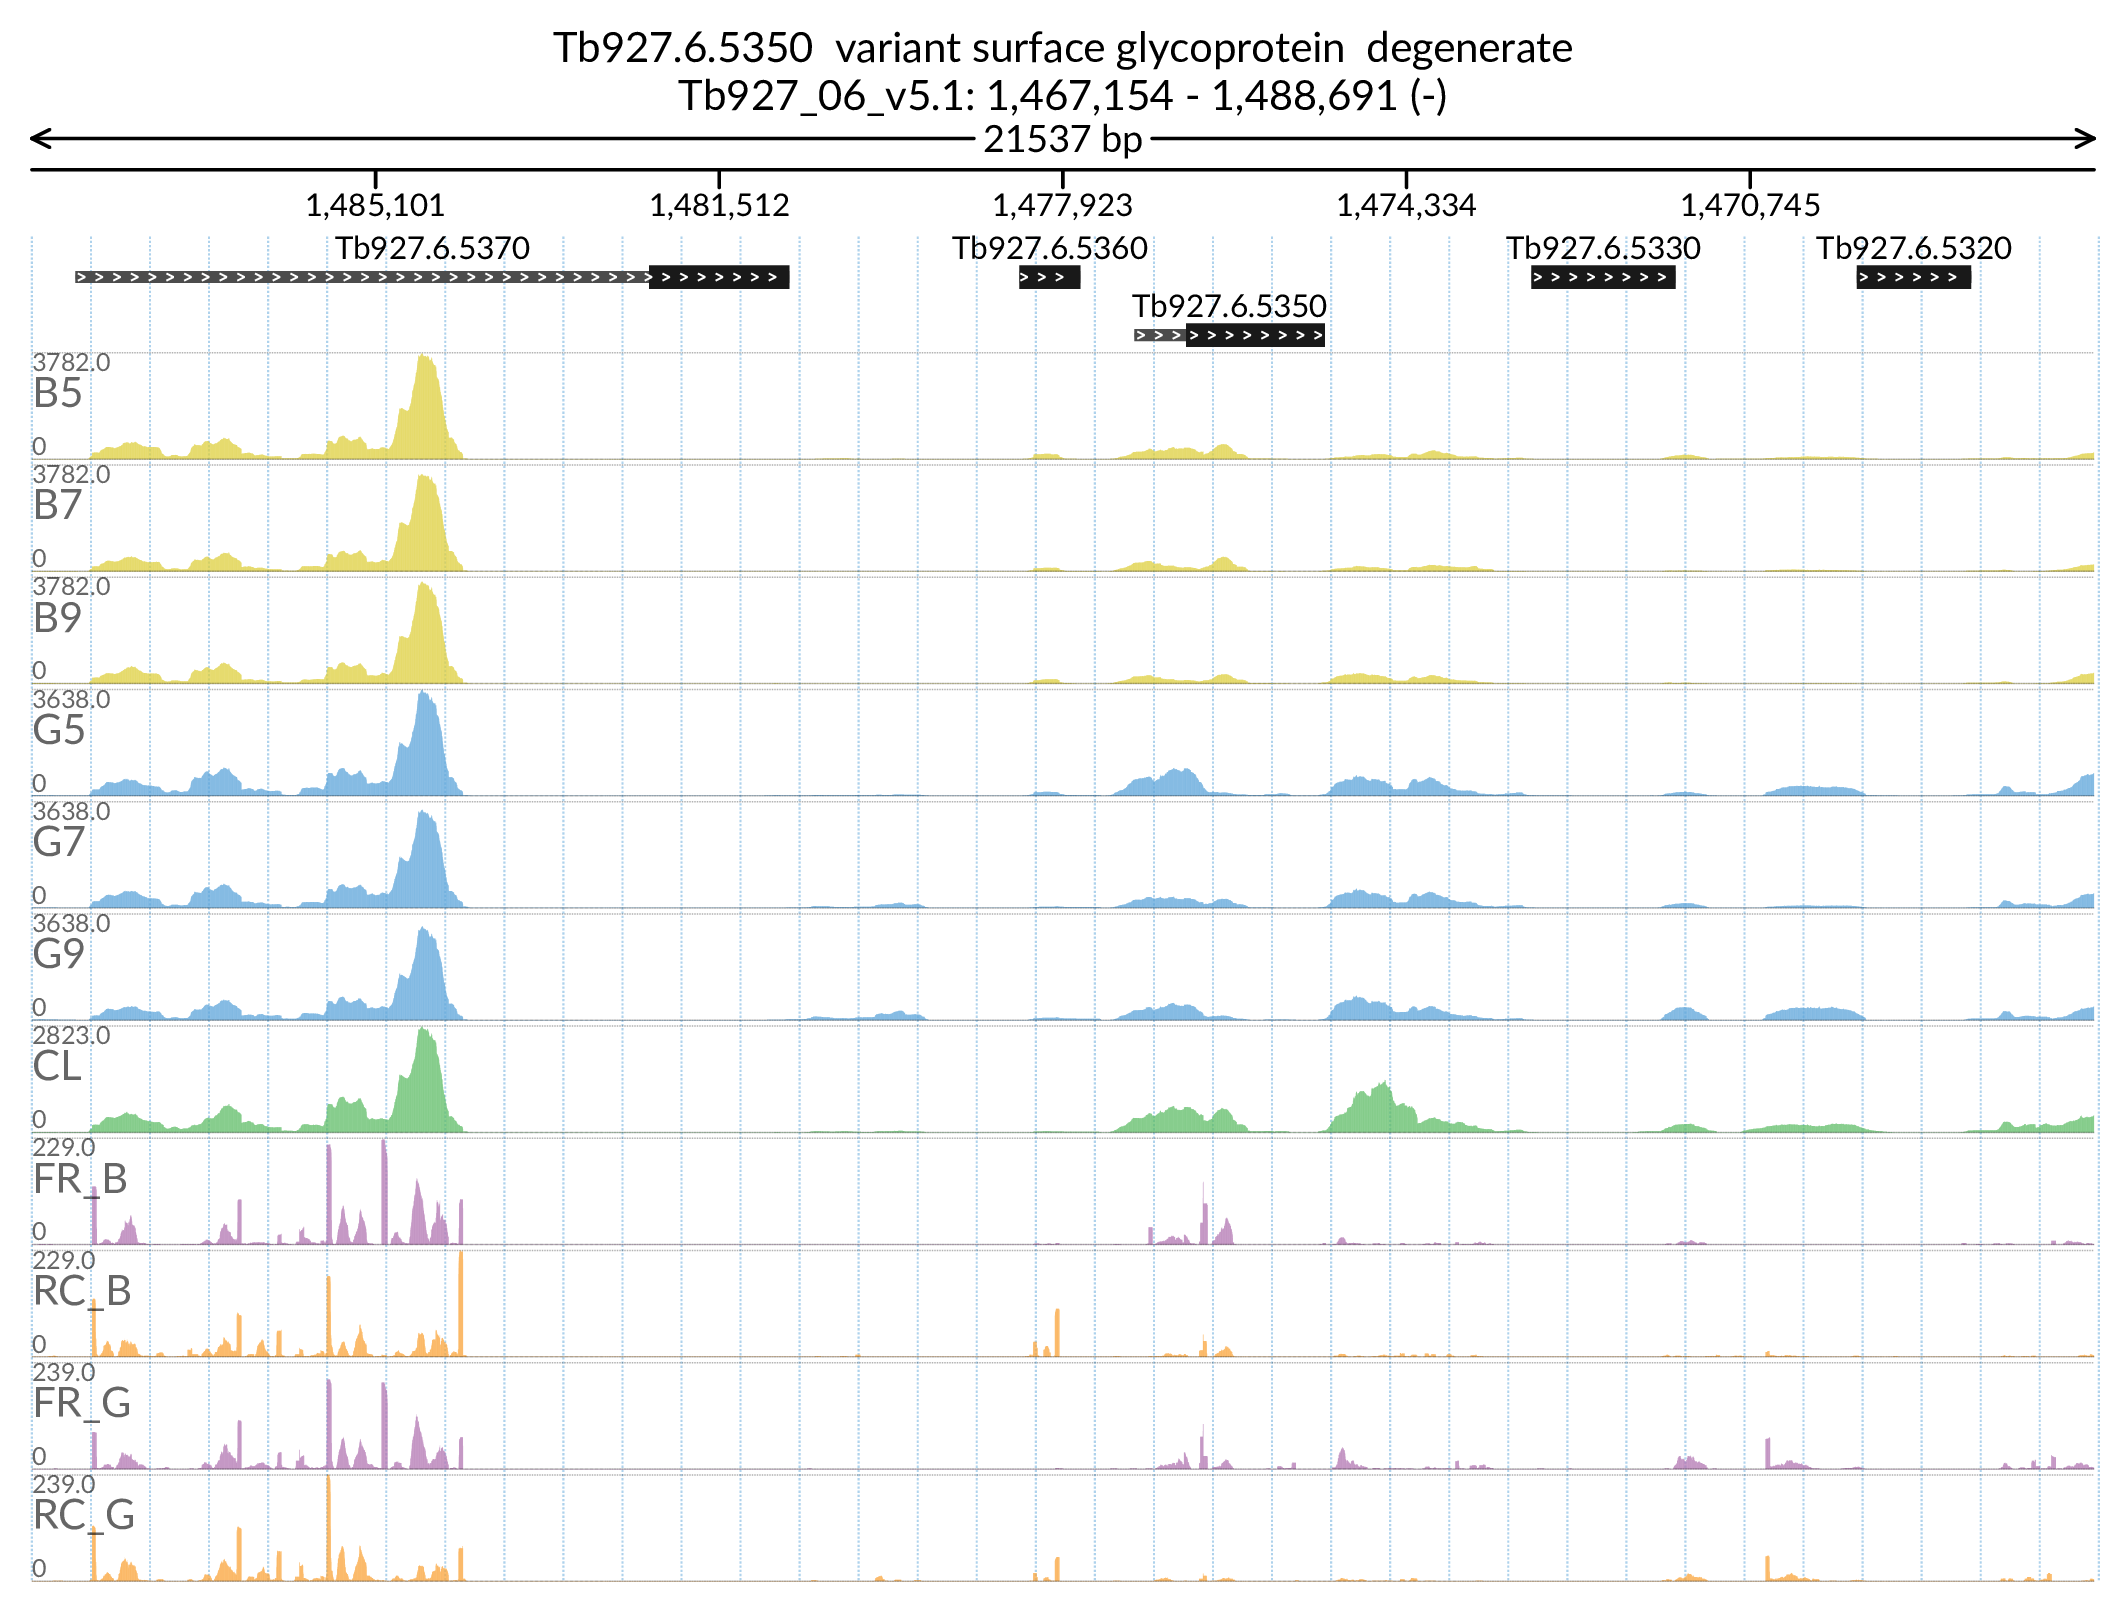 Tb927.6.5350  variant surface glycoprotein  degenerate
Tb927_06_v5.1: 1,467,154 - 1,488,691 (-)
21537 bp
1,485,101 1,481,512 1,477,923 1,474,334 1,470,745
Tb927.6.5370 Tb927.6.5360 Tb927.6.5330 Tb927.6.5320
Tb927.6.5350
3782.0
B5
0
3782.0
B7
0
3782.0
B9
0
3638.0
G5
0
3638.0
G7
0
3638.0
G9
0
2823.0
CL
0
229.0
FR_B
0
229.0
RC_B
0
239.0
FR_G
0
239.0
RC_G
0